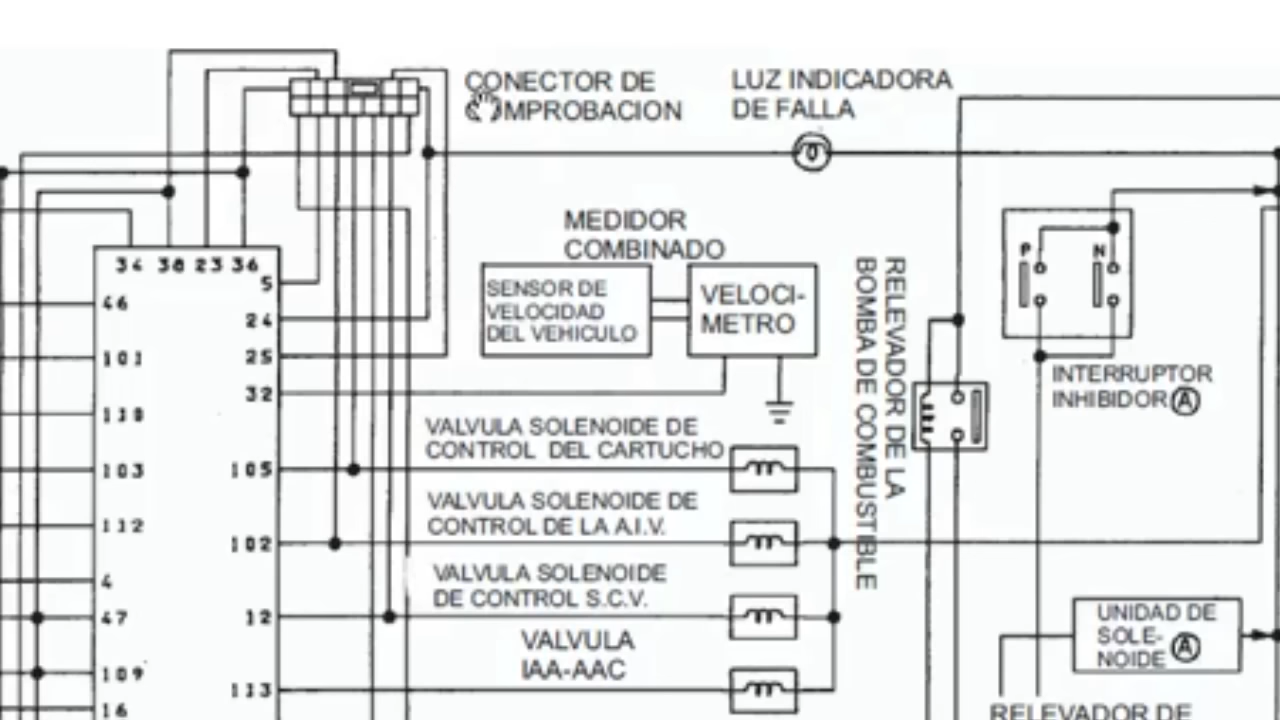 CONECTOR DE
MPROBACION
LUZ INDICADORA
DE FALLA
MEDIDOR
COMBINADO
SENSOR DE
VELOCIDAD
DEL VEHICULO
VELOCI-
METRO
RELEVADOR DE LA
BOMBA DE COMBUSTIBLE
P N
INTERRUPTOR
INHIBIDOR A
34 38 23 36
5
46
24
101
25
32
VALVULA SOLENOIDE DE
CONTROL DEL CARTUCHO
103
105
VALVULA SOLENOIDE DE
CONTROL DE LA A.I.V.
112
102
VALVULA SOLENOIDE
DE CONTROL S.C.V.
4
47
12
VALVULA
IAA-AAC
109
113
16
UNIDAD DE
SOLE-
NOIDE A
RELEVADOR DE